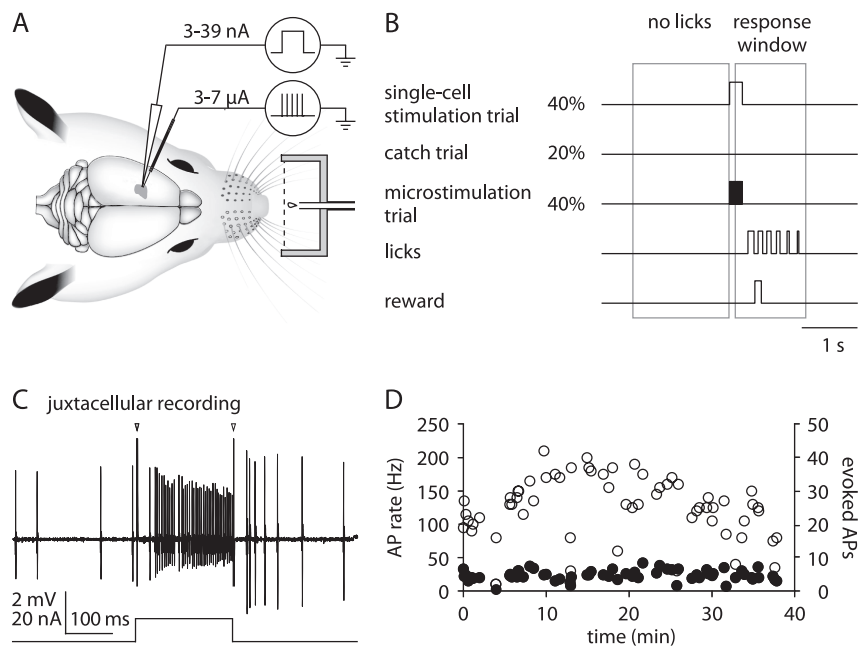 A
3-39 nA
3-7 µA
B
no licks
response
window
single-cell
stimulation trial
40%
catch trial
20%
microstimulation
trial
40%
licks
reward
1 s
C
juxtacellular recording
2 mV
20 nA
100 ms
D
250
200
150
100
50
0
AP rate (Hz)
50
40
30
20
10
0
evoked APs
0
10
20
30
40
time (min)